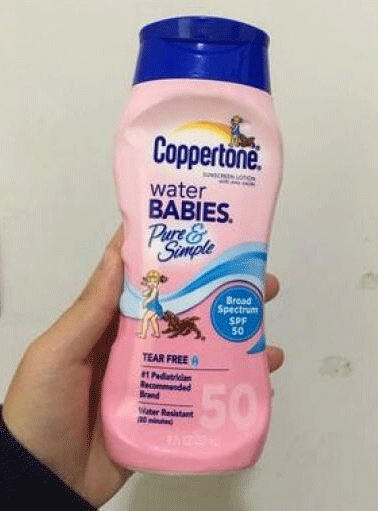 Coppertone®
SUNSCREEN LOTION
water
BABIES®
Pure &
Simple
Broad
Spectrum
SPF
50
TEAR FREE
#1 Pediatrician
Recommended
Brand
Water Resistant
(80 minutes)
50